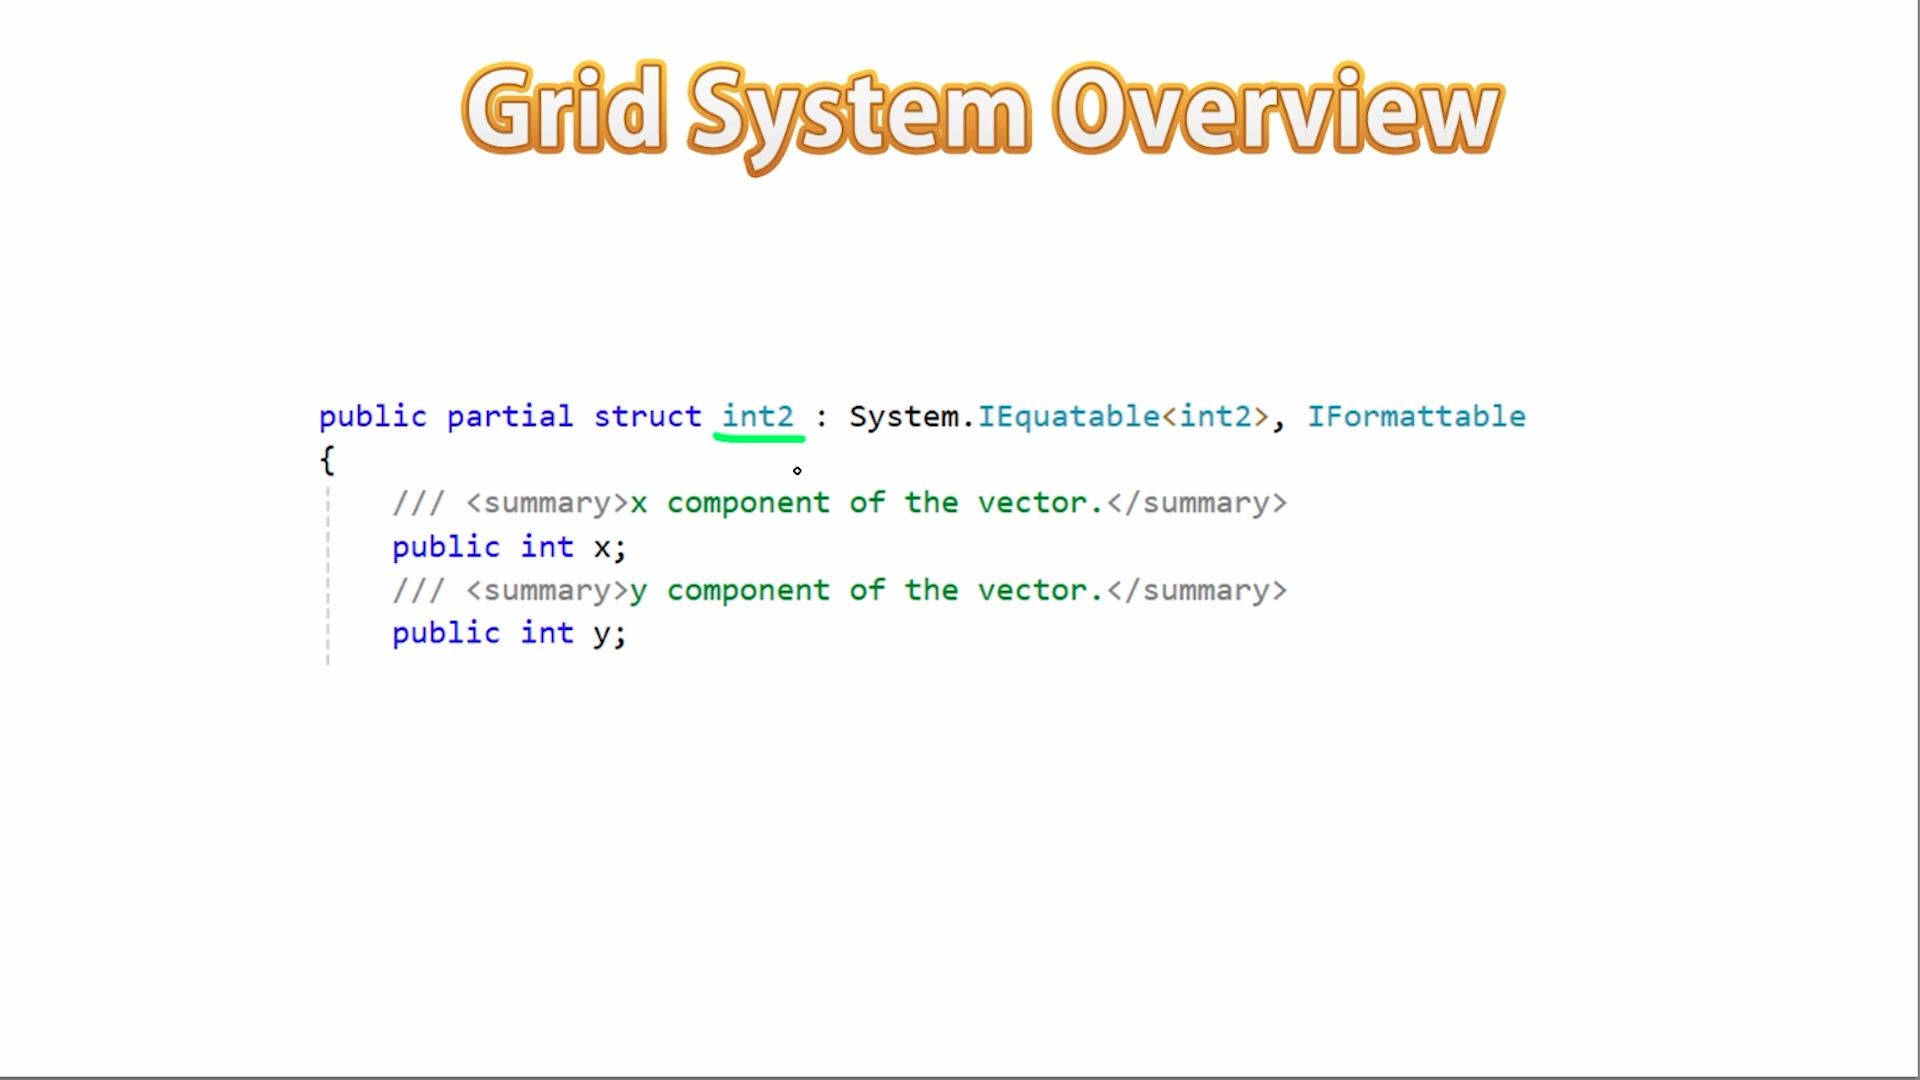 Grid System Overview
public partial struct int2 : System.IEquatable<int2>, IFormattable
{
/// <summary>x component of the vector.</summary>
public int x;
/// <summary>y component of the vector.</summary>
public int y;